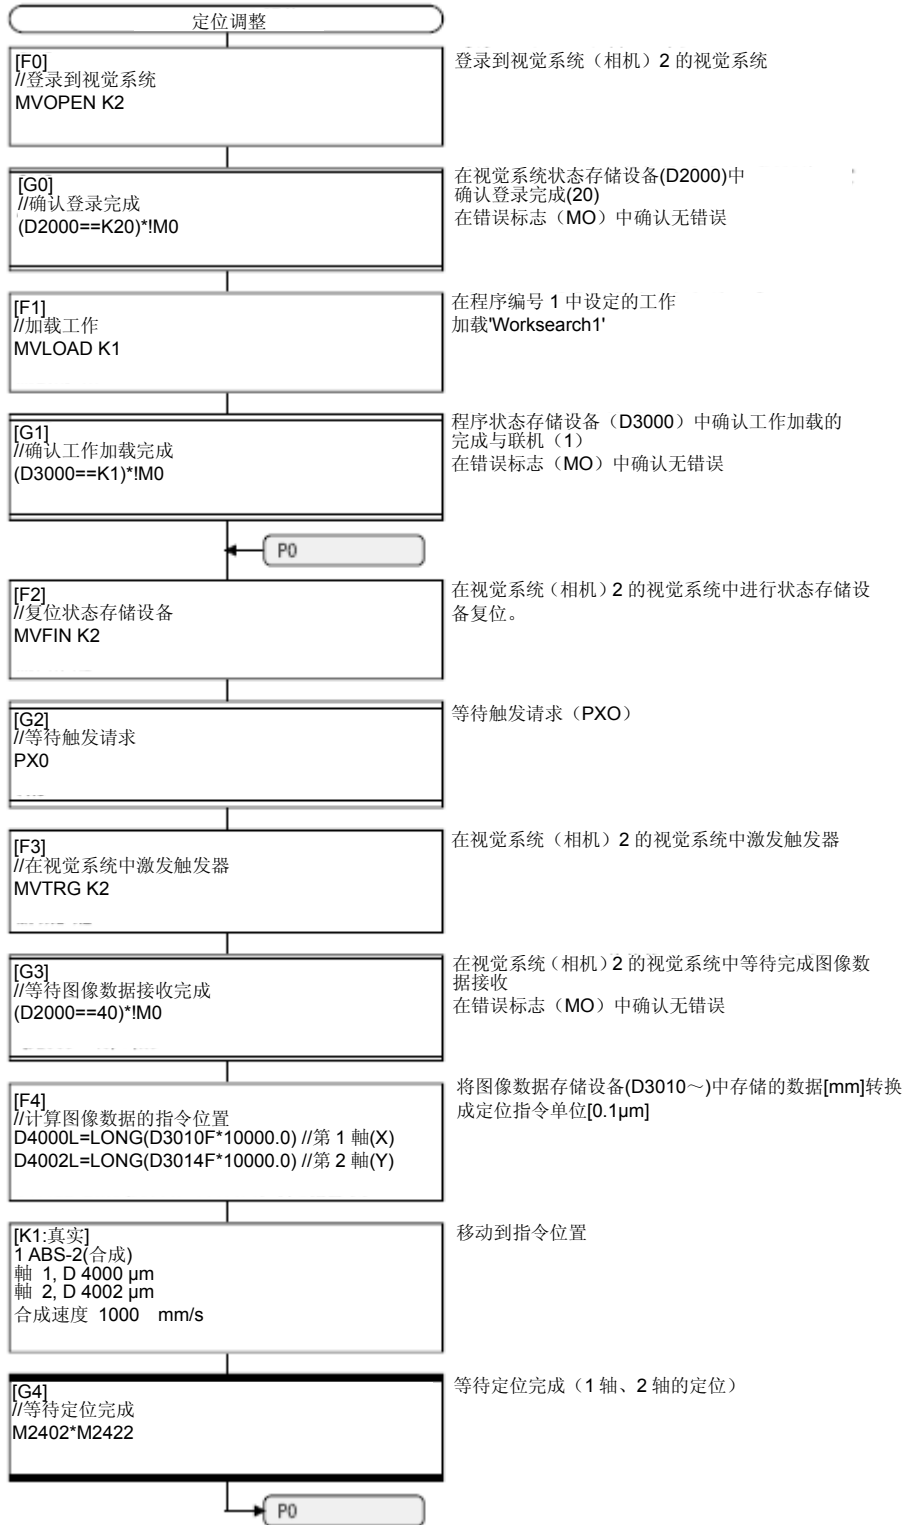 定位调整
[F0]
//登录到视觉系统
MVOPEN K2
登录到视觉系统（相机）2 的视觉系统
[G0]
//确认登录完成
(D2000==K20)*!M0
在视觉系统状态存储设备(D2000)中
确认登录完成(20)
在错误标志（MO）中确认无错误
[F1]
//加载工作
MVLOAD K1
在程序编号 1 中设定的工作
加载'Worksearch1'
[G1]
//确认工作加载完成
(D3000==K1)*!M0
程序状态存储设备（D3000）中确认工作加载的
完成与联机（1）
在错误标志（MO）中确认无错误
P0
[F2]
//复位状态存储设备
MVFIN K2
在视觉系统（相机）2 的视觉系统中进行状态存储设
备复位。
[G2]
//等待触发请求
PX0
等待触发请求（PXO）
[F3]
//在视觉系统中激发触发器
MVTRG K2
在视觉系统（相机）2 的视觉系统中激发触发器
[G3]
//等待图像数据接收完成
(D2000==40)*!M0
在视觉系统（相机）2 的视觉系统中等待完成图像数
据接收
在错误标志（MO）中确认无错误
[F4]
//计算图像数据的指令位置
D4000L=LONG(D3010F*10000.0) //第 1 軸(X)
D4002L=LONG(D3014F*10000.0) //第 2 軸(Y)
将图像数据存储设备(D3010～)中存储的数据[mm]转换
成定位指令单位[0.1μm]
[K1:真实]
1 ABS-2(合成)
軸 1, D 4000 μm
軸 2, D 4002 μm
合成速度 1000 mm/s
移动到指令位置
[G4]
//等待定位完成
M2402*M2422
等待定位完成（1 轴、2 轴的定位）
P0